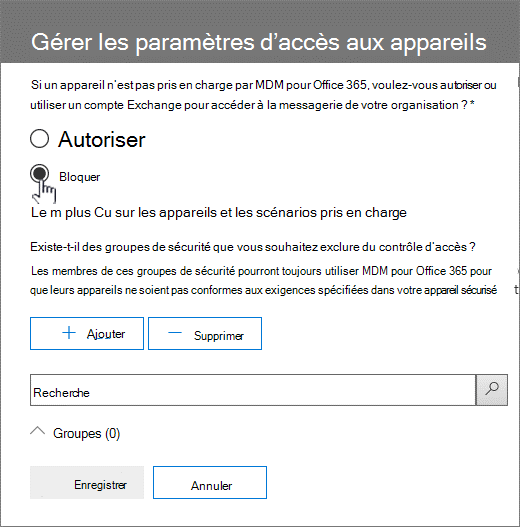 Gérer les paramètres d’accès aux appareils
Si un appareil n’est pas pris en charge par MDM pour Office 365, voulez-vous autoriser ou
utiliser un compte Exchange pour accéder à la messagerie de votre organisation ? *
Autoriser
Bloquer
Le m plus Cu sur les appareils et les scénarios pris en charge
Existe-t-il des groupes de sécurité que vous souhaitez exclure du contrôle d’accès ?
Les membres de ces groupes de sécurité pourront toujours utiliser MDM pour Office 365 pour
que leurs appareils ne soient pas conformes aux exigences spécifiées dans votre appareil sécurisé
Ajouter
Supprimer
Recherche
Groupes (0)
Enregistrer
Annuler